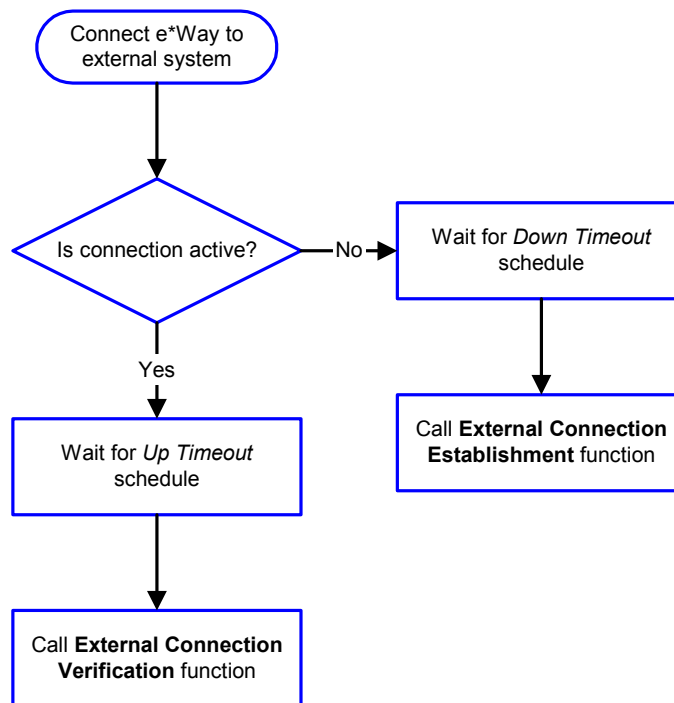 Connect e*Way to
external system
Is connection active?
No
Wait for Down Timeout
schedule
Yes
Call External Connection
Establishment function
Wait for Up Timeout
schedule
Call External Connection
Verification function